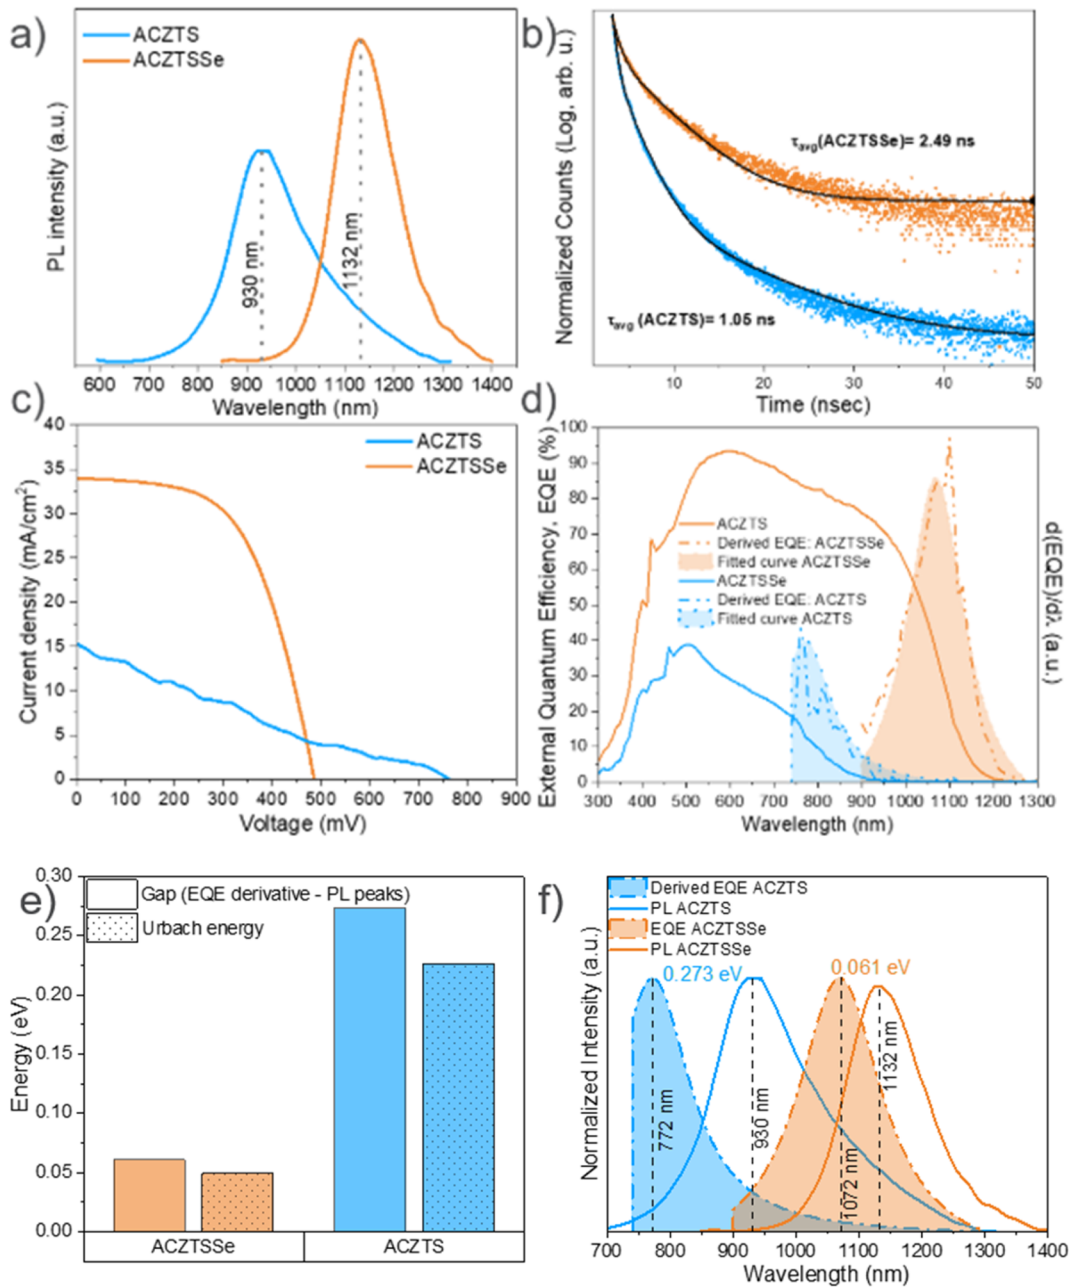 a)
ACZTS
ACZTSSe
PL intensity (a.u.)
930 nm
1132 nm
600 700 800 900 1000 1100 1200 1300 1400
Wavelength (nm)
b)
Normalized Counts (Log, arb. u.)
τavg(ACZTSSe)= 2.49 ns
τavg (ACZTS)= 1.05 ns
10 20 30 40 50
Time (nsec)
c)
ACZTS
ACZTSSe
Current density (mA/cm²)
40
35
30
25
20
15
10
5
0
0 100 200 300 400 500 600 700 800 900
Voltage (mV)
d)
External Quantum Efficiency, EQE (%)
100
90
80
70
60
50
40
30
20
10
0
ACZTS
Derived EQE: ACZTSSe
Fitted curve ACZTSSe
ACZTSSe
Derived EQE: ACZTS
Fitted curve ACZTS
d(EQE)/dλ (a.u.)
300 400 500 600 700 800 900 1000 1100 1200 1300
Wavelength (nm)
e)
Gap (EQE derivative - PL peaks)
Urbach energy
Energy (eV)
0.30
0.25
0.20
0.15
0.10
0.05
0.00
ACZTSSe ACZTS
f)
Derived EQE ACZTS
PL ACZTS
EQE ACZTSSe
PL ACZTSSe
Normalized Intensity (a.u.)
0.273 eV
0.061 eV
772 nm
930 nm
1072 nm
1132 nm
700 800 900 1000 1100 1200 1300 1400
Wavelength (nm)